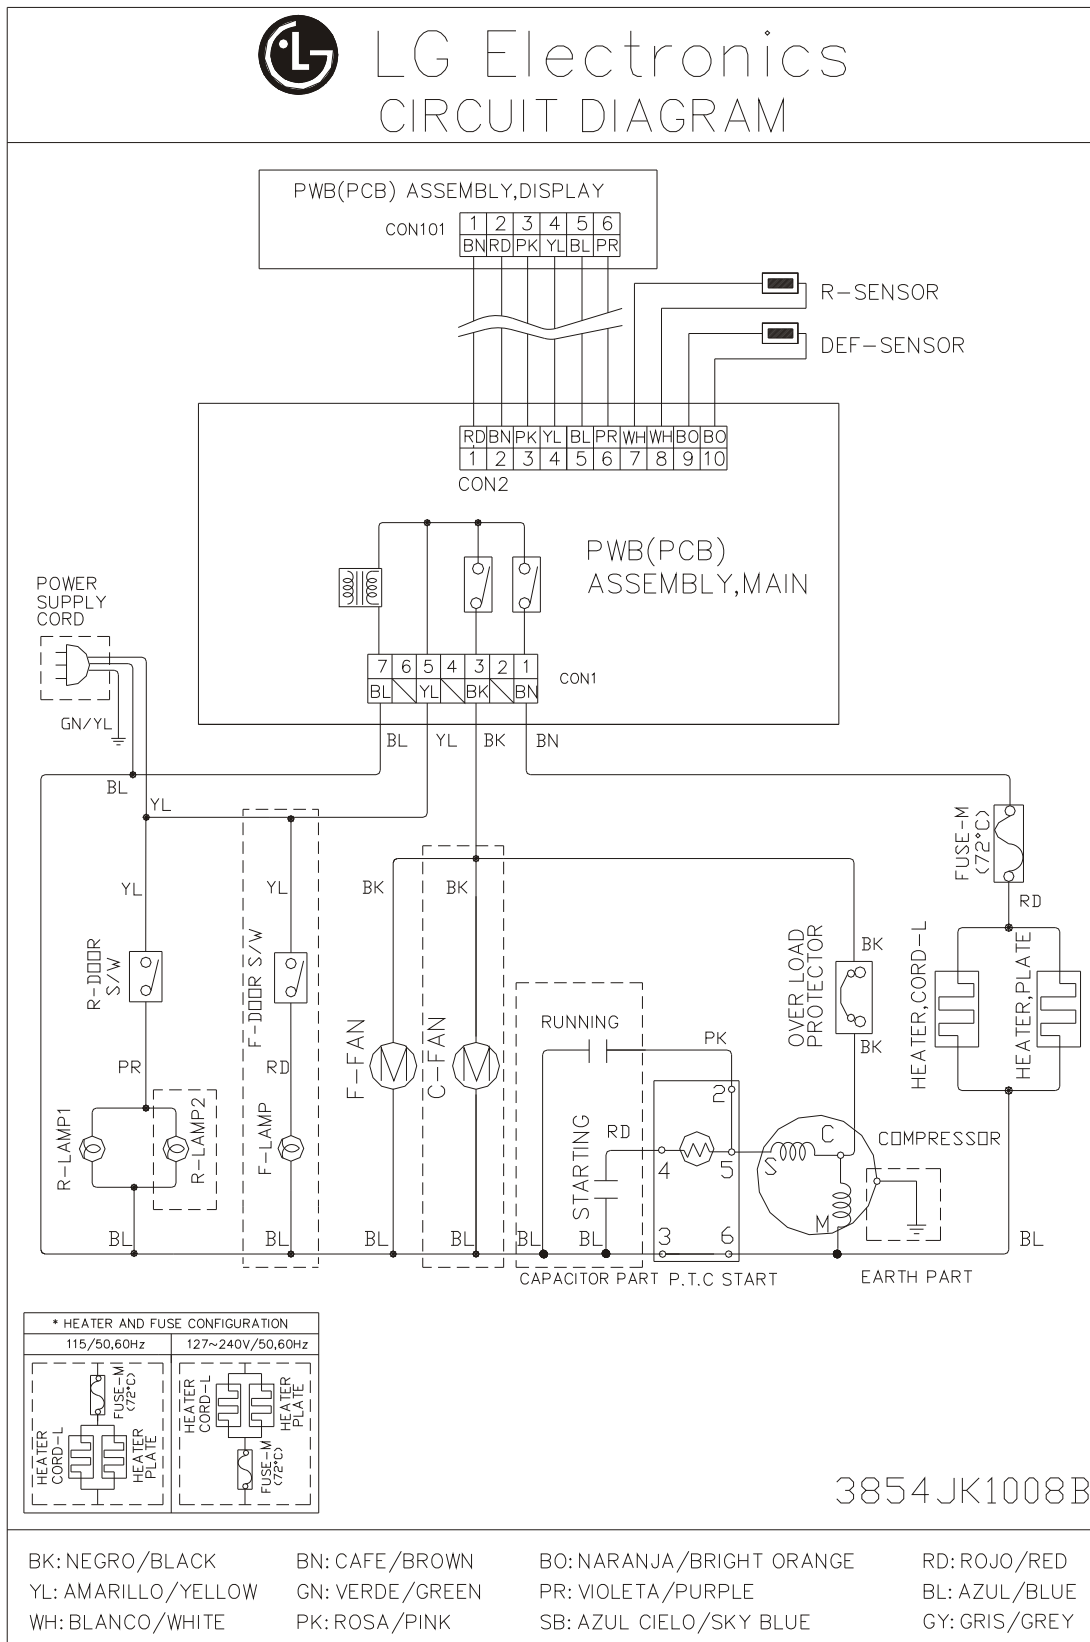 LG LG Electronics
CIRCUIT DIAGRAM
PWB(PCB) ASSEMBLY,DISPLAY
CON101
1 2 3 4 5 6
BN RD PK YL BL PR
R-SENSOR
DEF-SENSOR
RD BN PK YL BL PR WH WH BO BO
1 2 3 4 5 6 7 8 9 10
CON2
PWB(PCB)
ASSEMBLY,MAIN
POWER
SUPPLY
CORD
7 6 5 4 3 2 1
BL YL BK BN
CON1
GN/YL
BL YL BK BN
BL
YL
FUSE-M
(72°C)
RD
YL
YL
BK
BK
BK
R-DOOR
S/W
F-DOOR S/W
OVER LOAD
PROTECTOR
HEATER,CORD-L
HEATER,PLATE
F-FAN
C-FAN
RUNNING
PK
BK
PR
RD
2
R-LAMP1
R-LAMP2
F-LAMP
STARTING
RD
4 5
S
C
M
COMPRESSOR
3 6
BL
BL
BL
BL
BL
BL
BL
CAPACITOR PART
P.T.C START
EARTH PART
* HEATER AND FUSE CONFIGURATION
115/50,60Hz
127~240V/50,60Hz
FUSE-M
(72°C)
HEATER
CORD-L
HEATER
PLATE
HEATER
CORD-L
HEATER
PLATE
FUSE-M
(72°C)
3854JK1008B
BK: NEGRO/BLACK BN: CAFE/BROWN BO: NARANJA/BRIGHT ORANGE RD: ROJO/RED
YL: AMARILLO/YELLOW GN: VERDE/GREEN PR: VIOLETA/PURPLE BL: AZUL/BLUE
WH: BLANCO/WHITE PK: ROSA/PINK SB: AZUL CIELO/SKY BLUE GY: GRIS/GREY